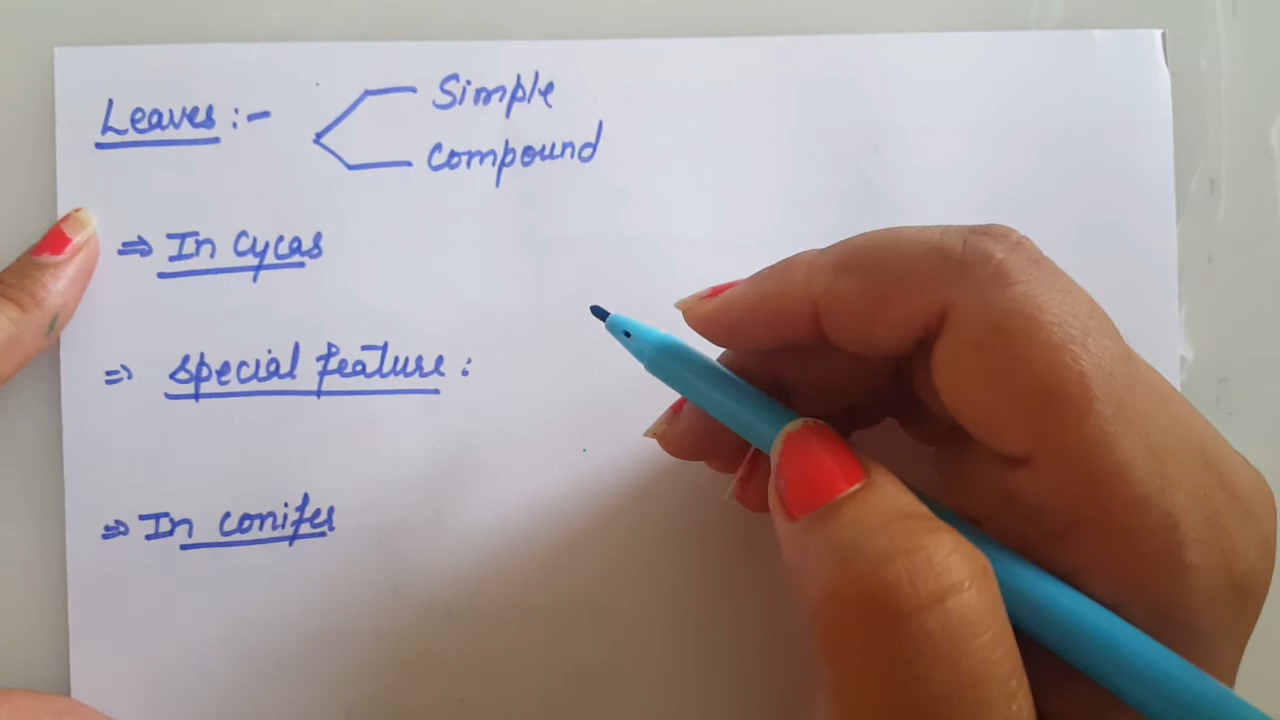 Leaves :-
Simple
Compound
⇒ In Cycas
⇒ special feature :
⇒ In conifer